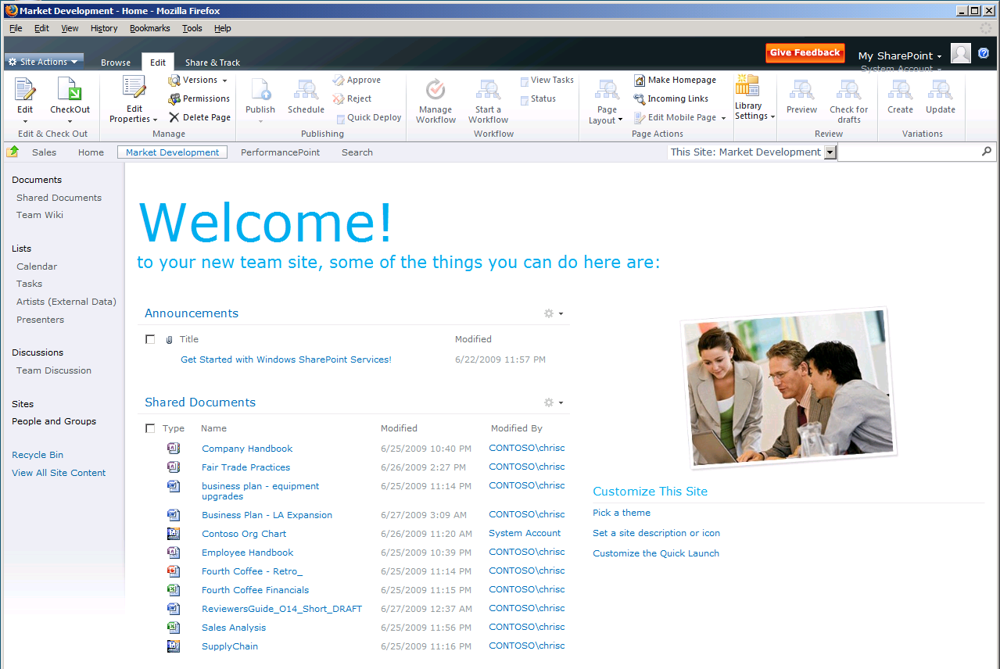 Market Development - Home - Mozilla Firefox
File Edit View History Bookmarks Tools Help
Give Feedback
My SharePoint
System Account
Site Actions Browse Edit Share & Track
Edit
CheckOut
Edit & Check Out
Edit
Properties
Versions
Permissions
Delete Page
Manage
Publish
Schedule
Approve
Reject
Quick Deploy
Publishing
Manage
Workflow
Start a
Workflow
View Tasks
Status
Workflow
Page
Layout
Make Homepage
Incoming Links
Edit Mobile Page
Page Actions
Library
Settings
Preview
Check for
drafts
Review
Create
Update
Variations
Sales Home Market Development PerformancePoint Search This Site: Market Development
Documents
Shared Documents
Team Wiki
Lists
Calendar
Tasks
Artists (External Data)
Presenters
Discussions
Team Discussion
Sites
People and Groups
Recycle Bin
View All Site Content
Welcome!
to your new team site, some of the things you can do here are:
Announcements
Title Modified
Get Started with Windows SharePoint Services! 6/22/2009 11:57 PM
Shared Documents
Type Name Modified Modified By
Company Handbook 6/25/2009 10:40 PM CONTOSO\chrisc
Fair Trade Practices 6/26/2009 2:27 PM CONTOSO\chrisc
business plan - equipment 6/25/2009 11:14 PM CONTOSO\chrisc
upgrades
Business Plan - LA Expansion 6/27/2009 3:09 AM CONTOSO\chrisc
Contoso Org Chart 6/26/2009 11:20 AM System Account
Employee Handbook 6/25/2009 10:39 PM CONTOSO\chrisc
Fourth Coffee - Retro_ 6/25/2009 11:14 PM CONTOSO\chrisc
Fourth Coffee Financials 6/25/2009 11:15 PM CONTOSO\chrisc
ReviewersGuide_O14_Short_DRAFT 6/27/2009 12:37 AM CONTOSO\chrisc
Sales Analysis 6/25/2009 11:56 PM CONTOSO\chrisc
SupplyChain 6/25/2009 11:16 PM CONTOSO\chrisc
Customize This Site
Pick a theme
Set a site description or icon
Customize the Quick Launch